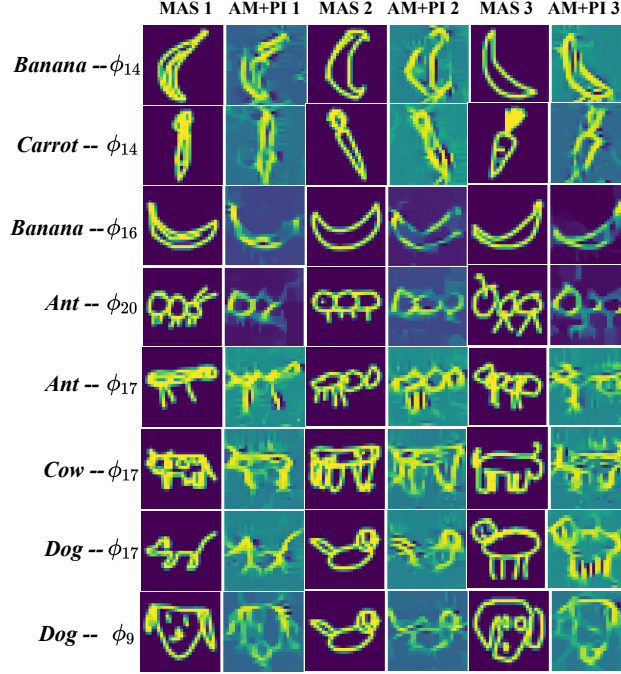 MAS 1 AM+PI 1 MAS 2 AM+PI 2 MAS 3 AM+PI 3
Banana -- ϕ14
Carrot -- ϕ14
Banana -- ϕ16
Ant -- ϕ20
Ant -- ϕ17
Cow -- ϕ17
Dog -- ϕ17
Dog -- ϕ9